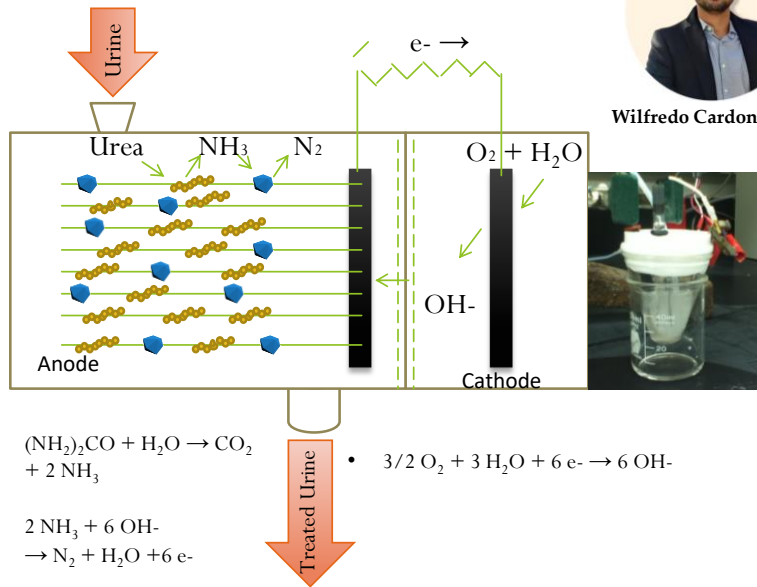 Urine
e- →
Wilfredo Cardon
Urea NH₃ N₂
O₂ + H₂O
OH-
Anode
Cathode
(NH2)₂CO + H₂O → CO₂
+ 2 NH₃
• 3/2 O₂ + 3 H₂O + 6 e- → 6 OH-
2 NH₃ + 6 OH-
→ N₂ + H₂O +6 e-
Treated Urine
20